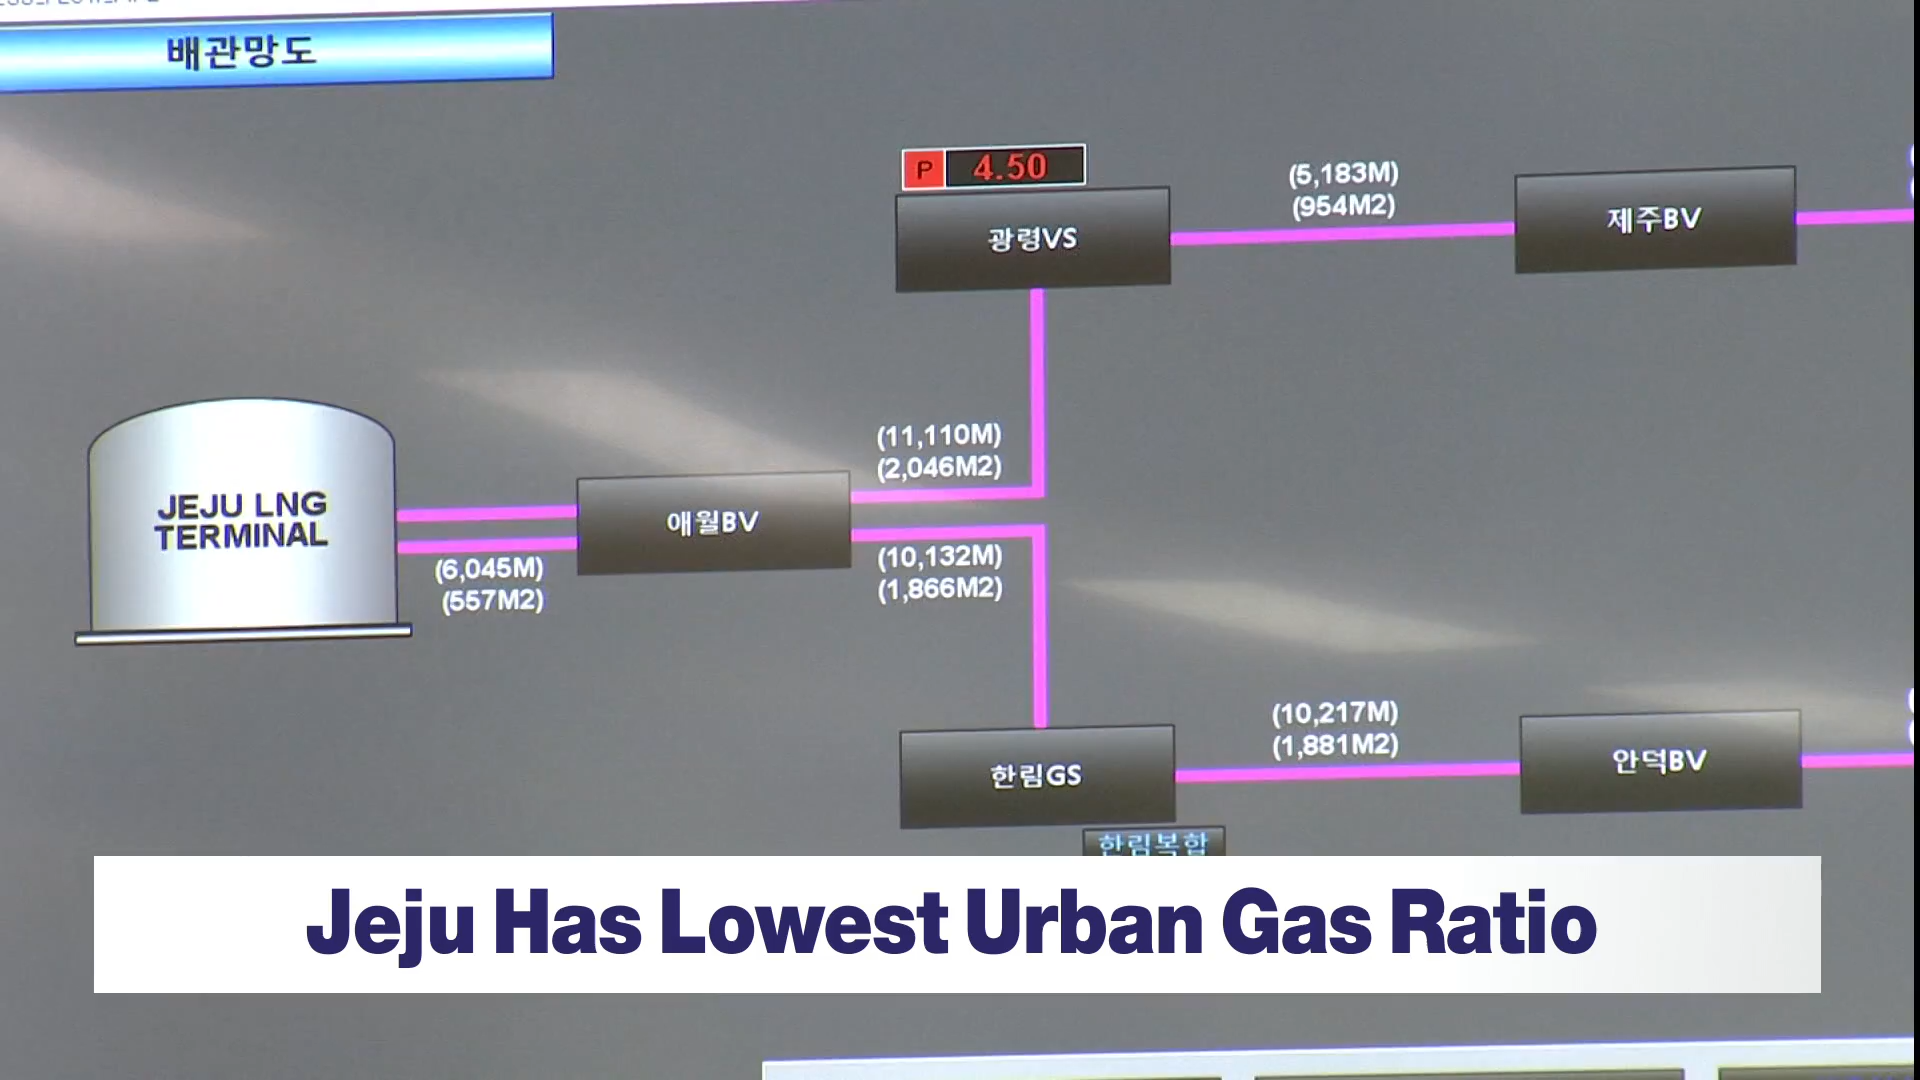 배관망도
P 4.50
광령VS
(5,183M)
(954M2)
제주BV
JEJU LNG
TERMINAL
(6,045M)
(557M2)
애월BV
(11,110M)
(2,046M2)
(10,132M)
(1,866M2)
한림GS
(10,217M)
(1,881M2)
안덕BV
한림복합
Jeju Has Lowest Urban Gas Ratio